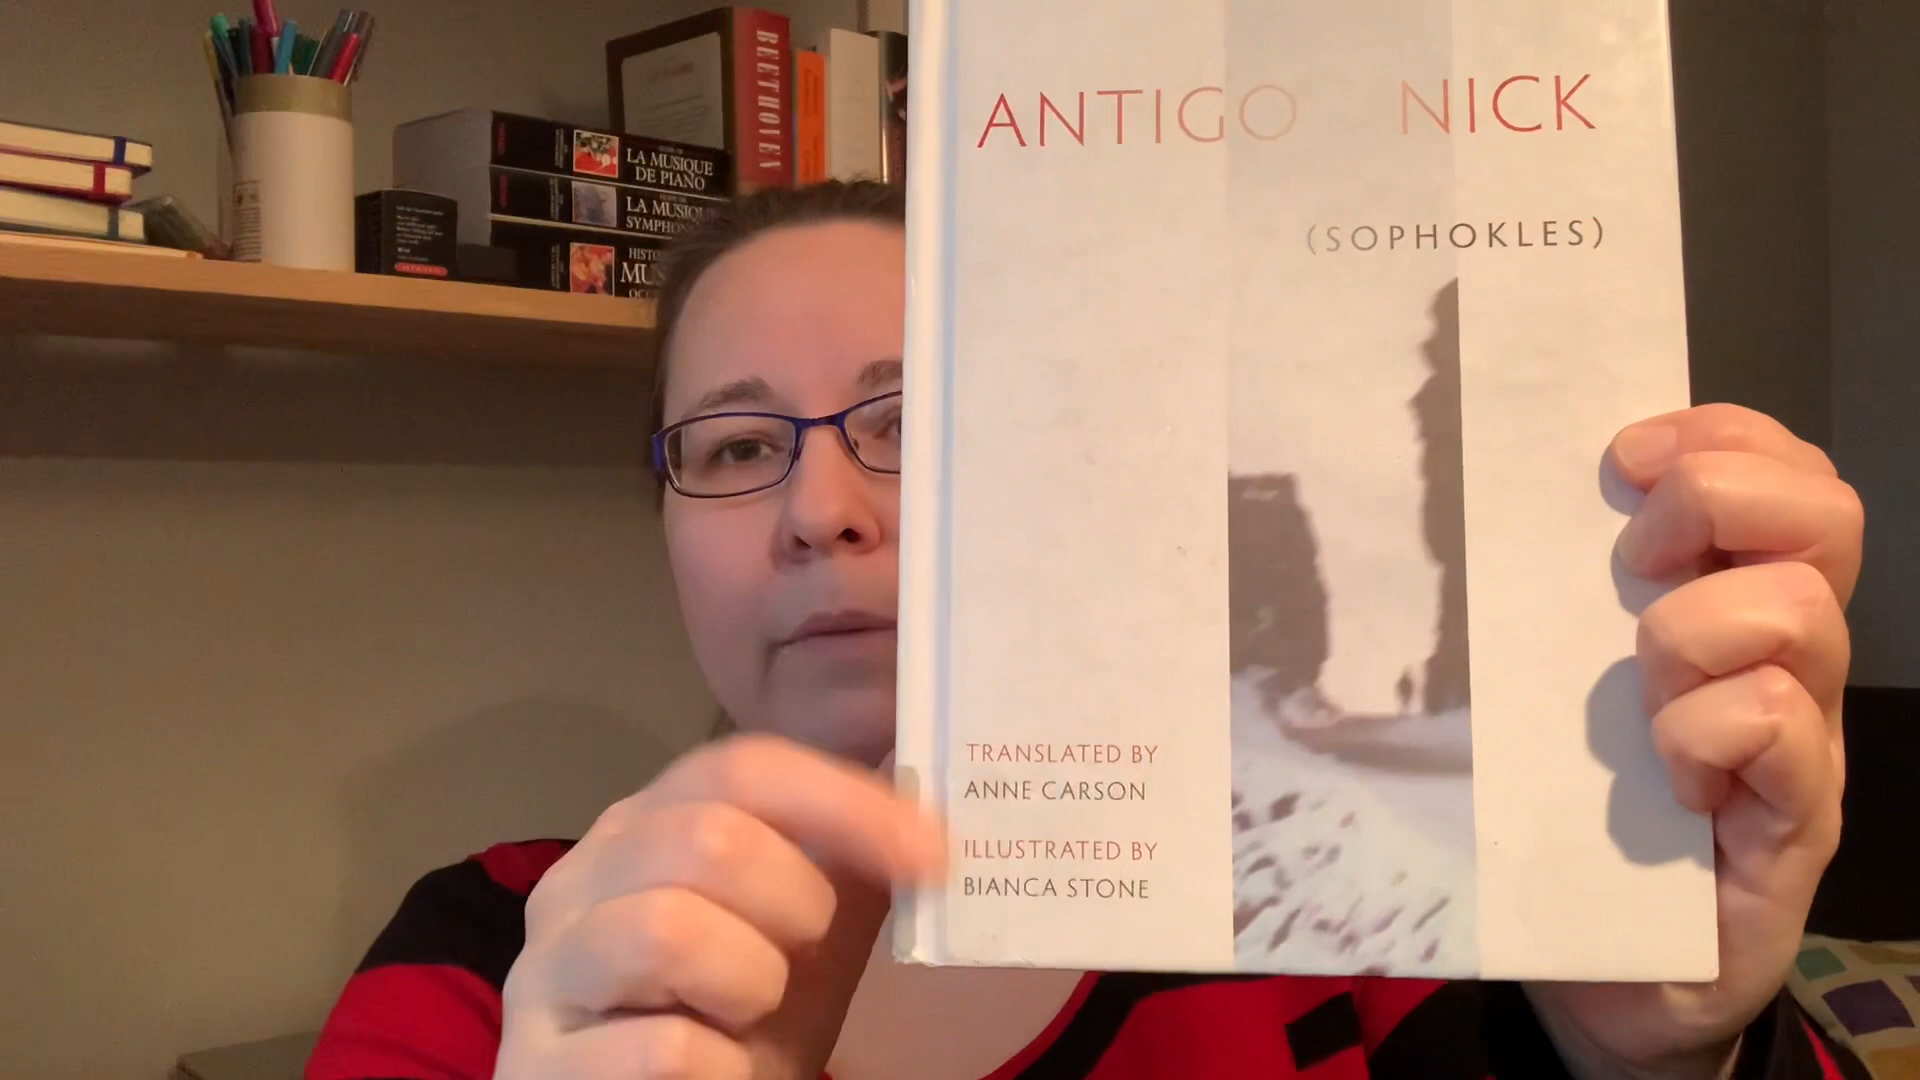 ANTIGO NICK
(SOPHOKLES)
TRANSLATED BY
ANNE CARSON
ILLUSTRATED BY
BIANCA STONE
BEETHOVEN
LA MUSIQUE
DE PIANO
LA MUSIQUE